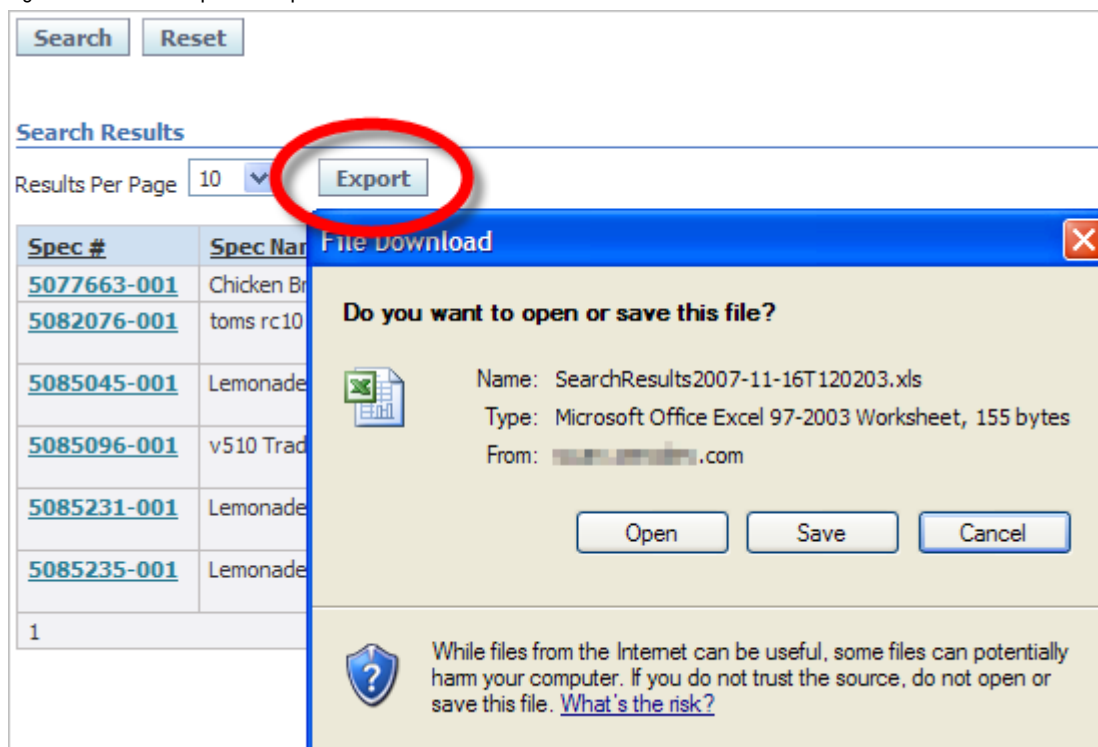 Search Reset
Search Results
Results Per Page 10 Export
File Download
Spec # Spec Nar
5077663-001 Chicken Br
5082076-001 toms rc10
5085045-001 Lemonade
5085096-001 v510 Trad
5085231-001 Lemonade
5085235-001 Lemonade
1
Do you want to open or save this file?
Name: SearchResults2007-11-16T120203.xls
Type: Microsoft Office Excel 97-2003 Worksheet, 155 bytes
From: .com
Open Save Cancel
While files from the Internet can be useful, some files can potentially
harm your computer. If you do not trust the source, do not open or
save this file. What's the risk?